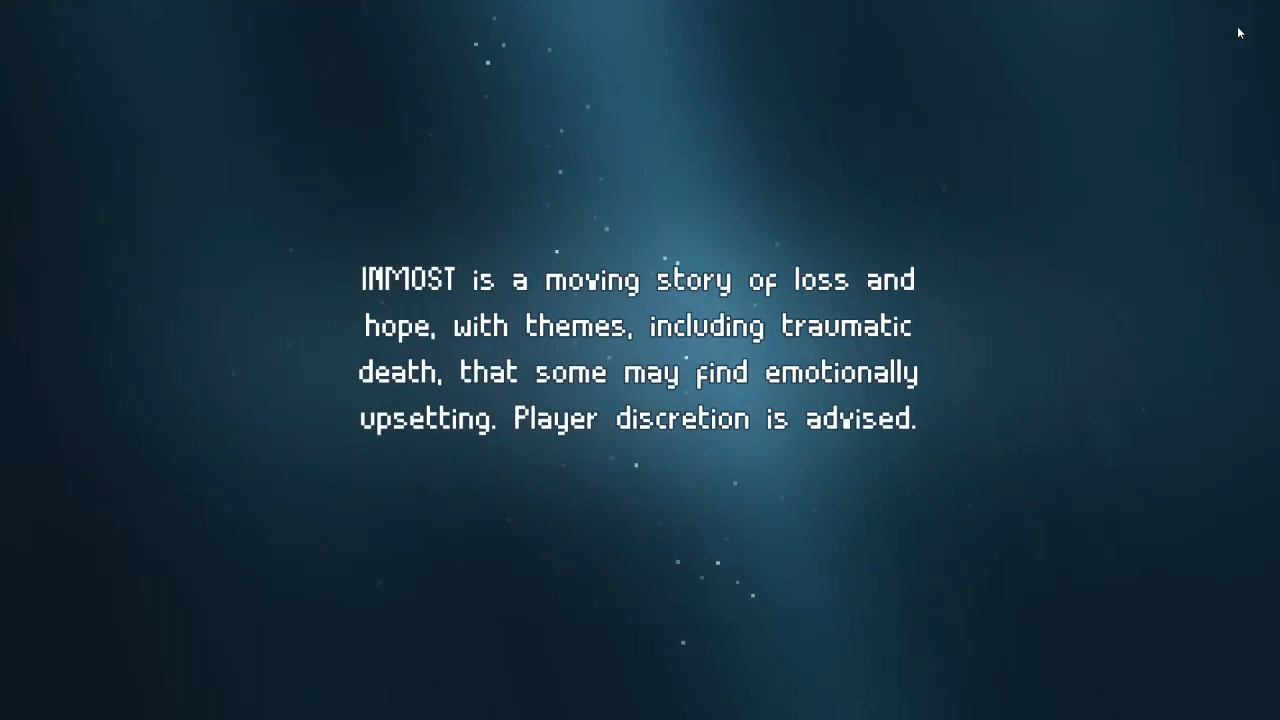 INMOST is a moving story of loss and
hope, with themes, including traumatic
death, that some may find emotionally
upsetting. Player discretion is advised.